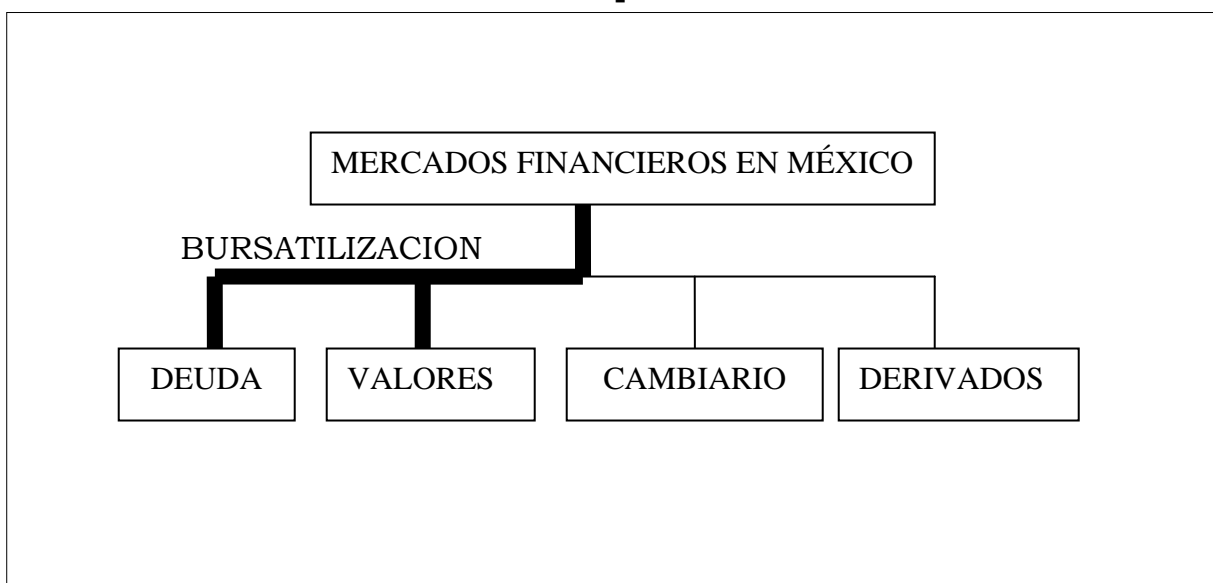 MERCADOS FINANCIEROS EN MÉXICO
BURSATILIZACION
DEUDA VALORES CAMBIARIO DERIVADOS